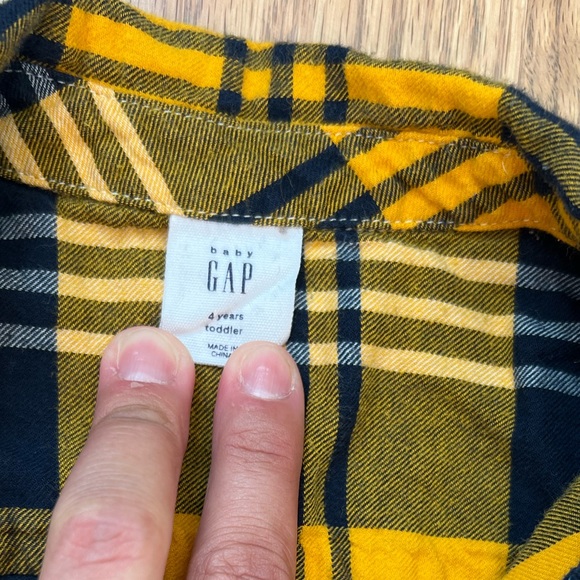 baby
GAP
4 years
toddler
MADE IN
CHINA